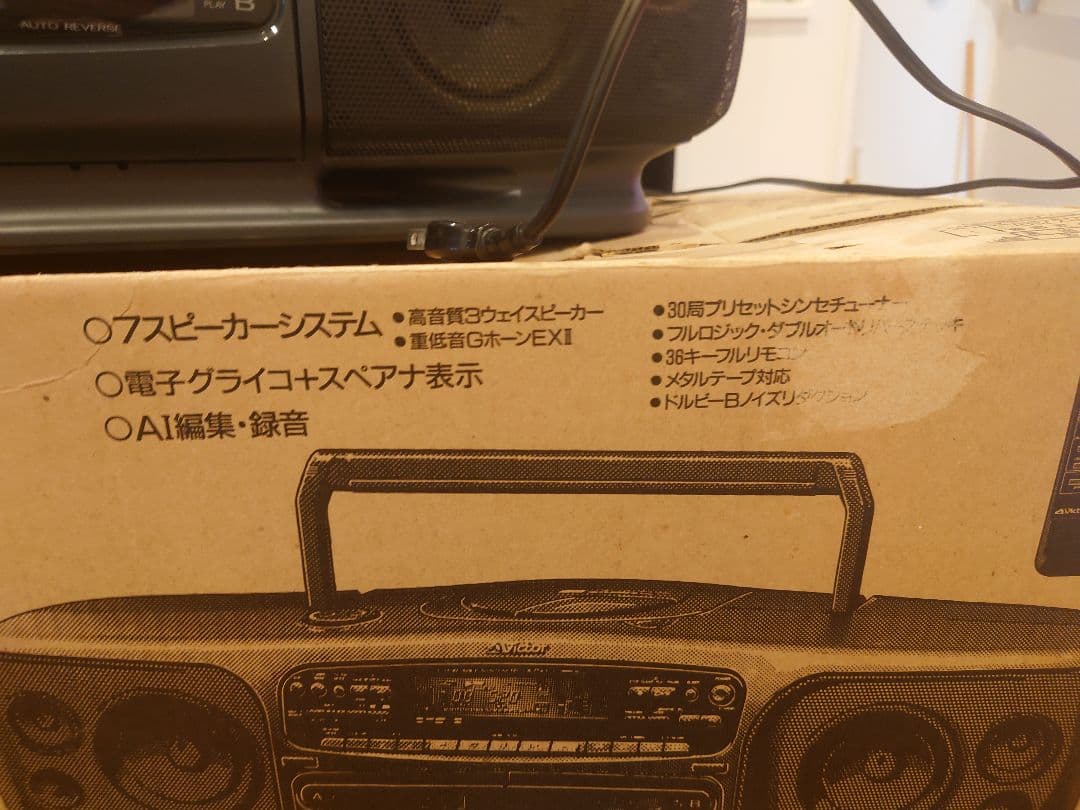 AUTO REVERSE
PLAY B
○7スピーカーシステム
●高音質3ウェイスピーカー
●重低音GホーンEXⅡ
○電子グライコ+スペアナ表示
○AI編集・録音
●30局プリセットシンセチューナー
●フルロジック・ダブルオートリバースデッキ
●36キーフルリモコン
●メタルテープ対応
●ドルビーBノイズリダクション
Victor
A
B
Victor